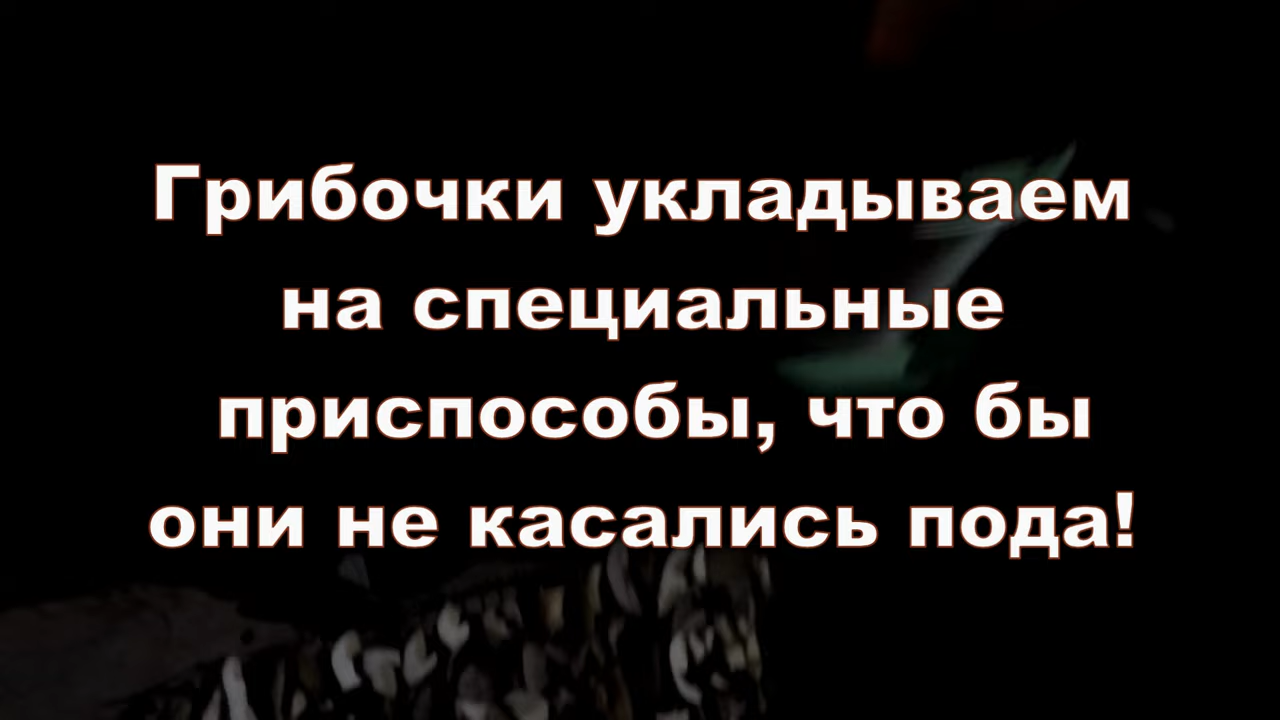 Грибочки укладываем
на специальные
приспособы, что бы
они не касались пода!